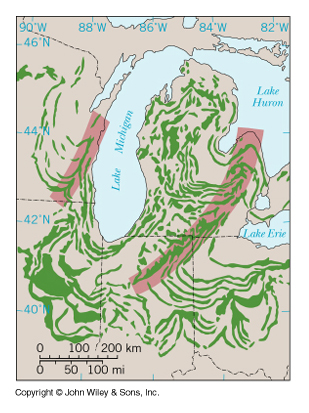 90°W 88°W 86°W 84°W 82°W
46°N
Lake
Huron
Lake Michigan
44°N
42°N
Lake Erie
40°N
0 100 200 km
0 50 100 mi
Copyright © John Wiley & Sons, Inc.